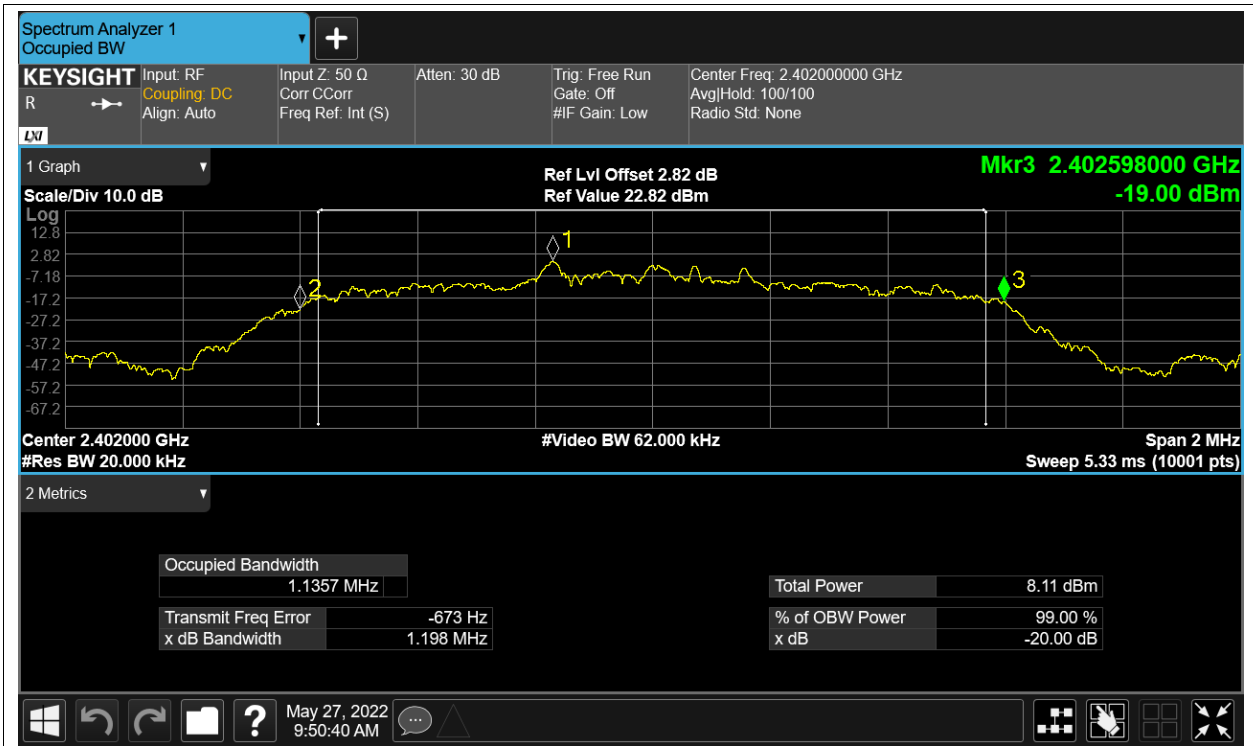 Spectrum Analyzer 1
Occupied BW
KEYSIGHT
R
LXI
Input: RF
Coupling: DC
Align: Auto
Input Z: 50 Ω
Corr CCorr
Freq Ref: Int (S)
Atten: 30 dB
Trig: Free Run
Gate: Off
#IF Gain: Low
Center Freq: 2.402000000 GHz
Avg|Hold: 100/100
Radio Std: None
1 Graph
Scale/Div 10.0 dB
Ref Lvl Offset 2.82 dB
Ref Value 22.82 dBm
Mkr3 2.402598000 GHz
-19.00 dBm
Log
12.8
2.82
-7.18
-17.2
-27.2
-37.2
-47.2
-57.2
-67.2
1
2
3
Center 2.402000 GHz
#Video BW 62.000 kHz
Span 2 MHz
#Res BW 20.000 kHz
Sweep 5.33 ms (10001 pts)
2 Metrics
Occupied Bandwidth
1.1357 MHz
Transmit Freq Error -673 Hz
x dB Bandwidth 1.198 MHz
Total Power 8.11 dBm
% of OBW Power 99.00 %
x dB -20.00 dB
?
May 27, 2022
9:50:40 AM